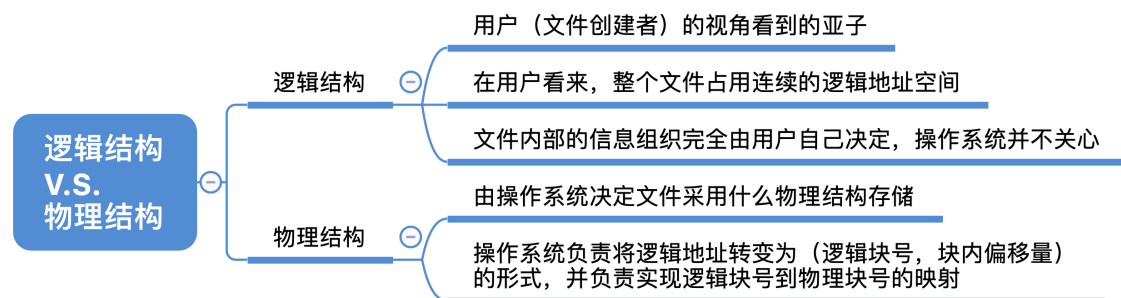 用户（文件创建者）的视角看到的亚子
逻辑结构
在用户看来，整个文件占用连续的逻辑地址空间
文件内部的信息组织完全由用户自己决定，操作系统并不关心
逻辑结构
V.S.
物理结构
由操作系统决定文件采用什么物理结构存储
物理结构
操作系统负责将逻辑地址转变为（逻辑块号，块内偏移量）
的形式，并负责实现逻辑块号到物理块号的映射